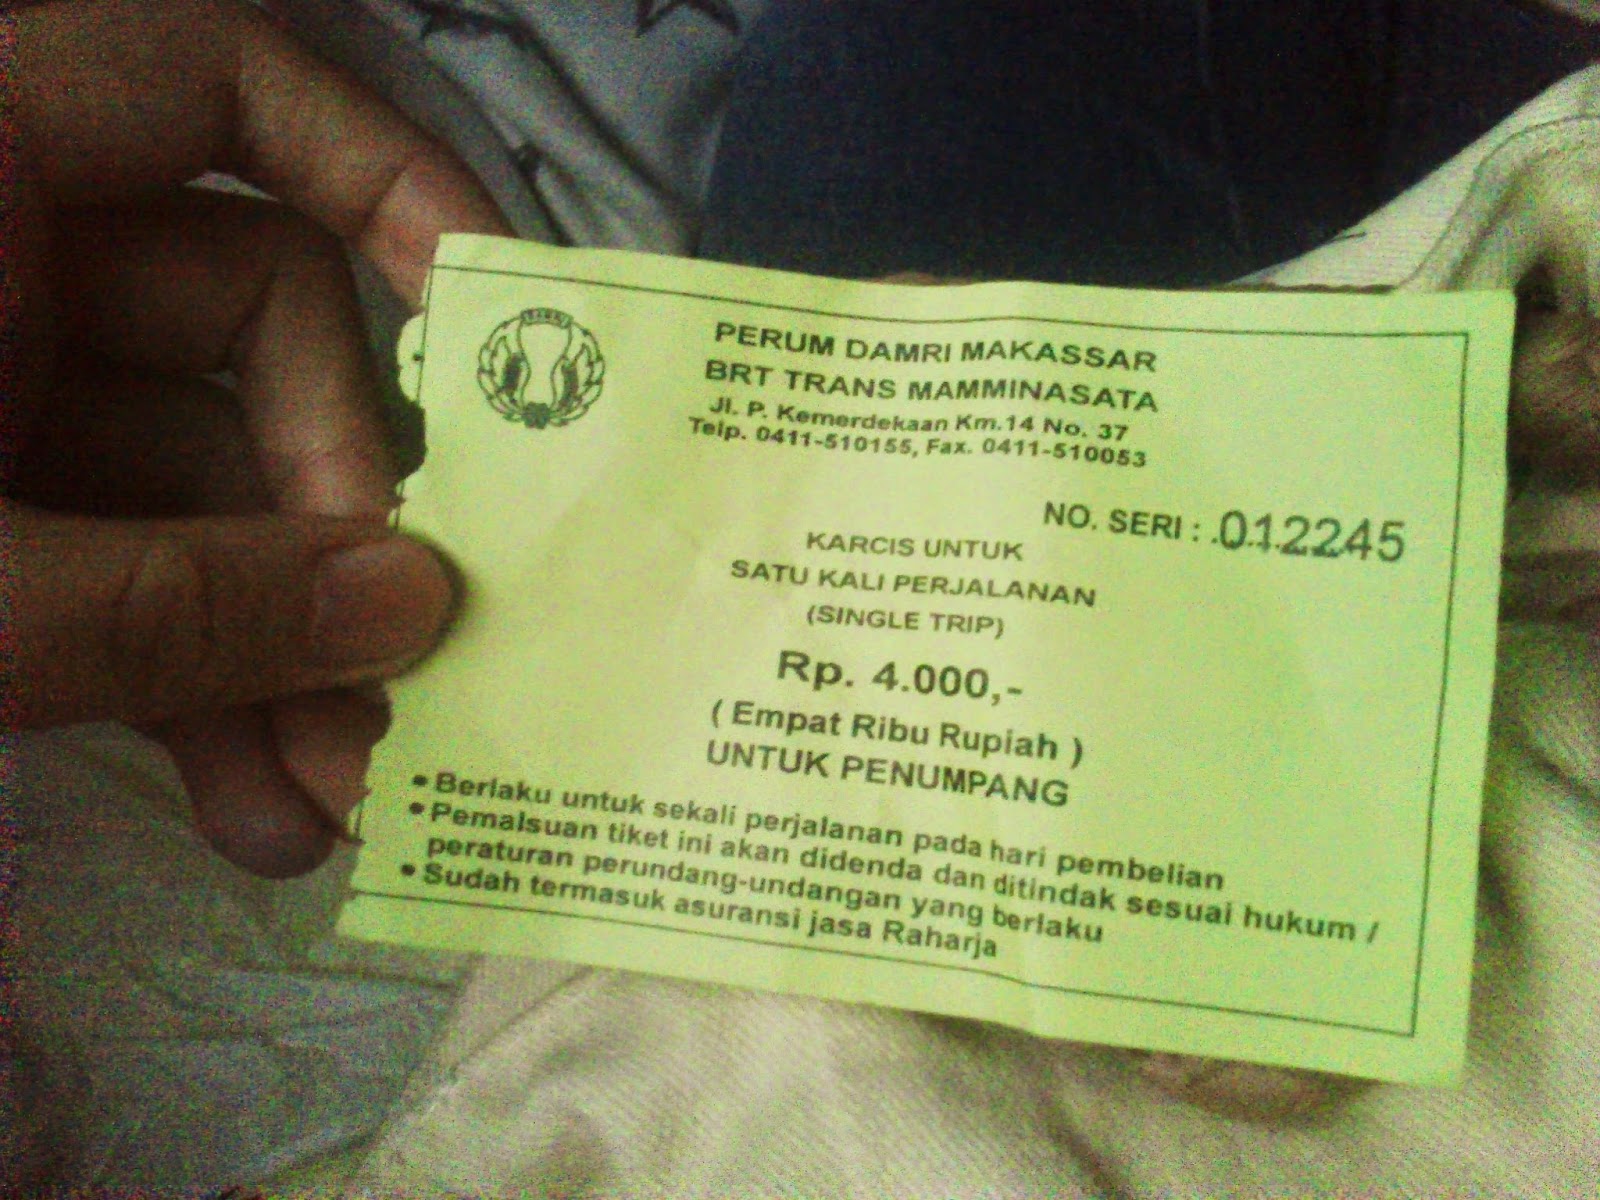 DAMRI
PERUM DAMRI MAKASSAR
BRT TRANS MAMMINASATA
Jl. P. Kemerdekaan Km.14 No. 37
Telp. 0411-510155, Fax. 0411-510053
NO. SERI : 012245
KARCIS UNTUK
SATU KALI PERJALANAN
(SINGLE TRIP)
Rp. 4.000,-
( Empat Ribu Rupiah )
UNTUK PENUMPANG
• Berlaku untuk sekali perjalanan pada hari pembelian
• Pemalsuan tiket ini akan didenda dan ditindak sesuai hukum /
peraturan perundang-undangan yang berlaku
• Sudah termasuk asuransi jasa Raharja